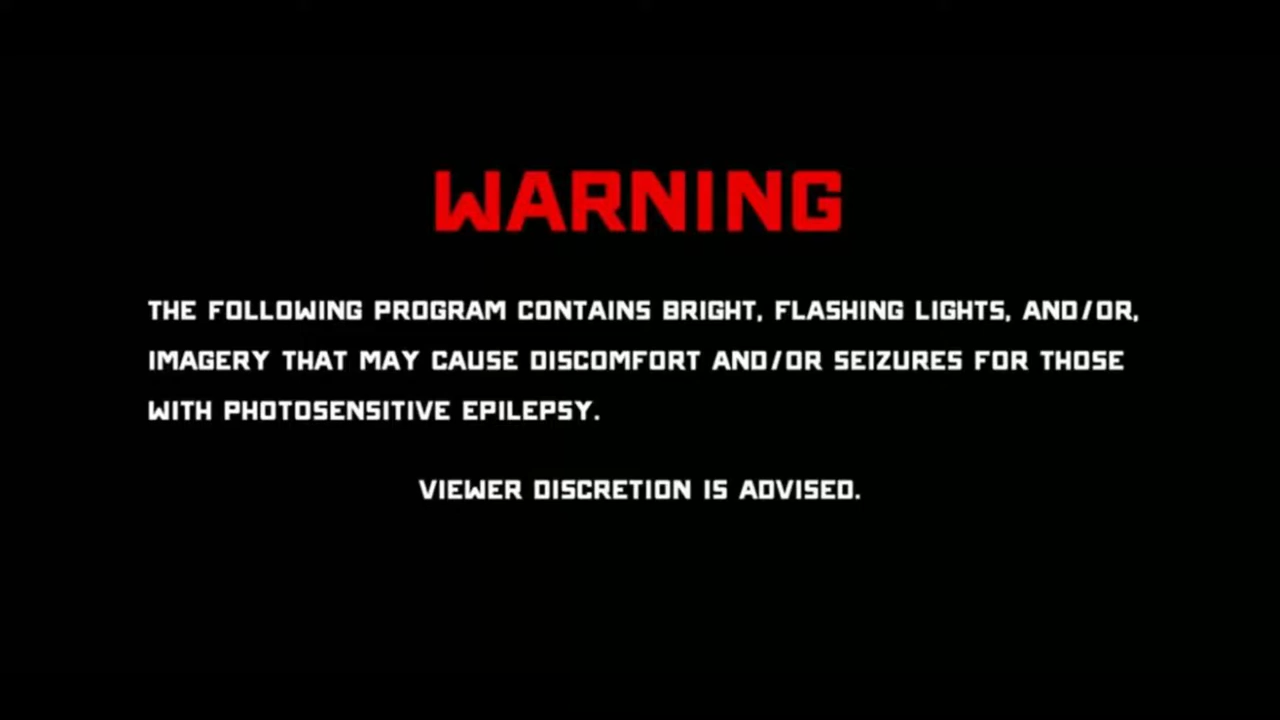 WARNING
THE FOLLOWING PROGRAM CONTAINS BRIGHT, FLASHING LIGHTS, AND/OR,
IMAGERY THAT MAY CAUSE DISCOMFORT AND/OR SEIZURES FOR THOSE
WITH PHOTOSENSITIVE EPILEPSY.
VIEWER DISCRETION IS ADVISED.